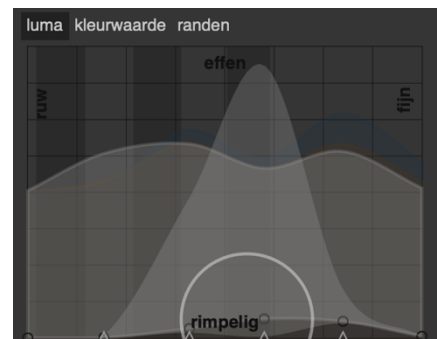 luma kleurwaarde randen
effen
ruw
fijn
rimpelig